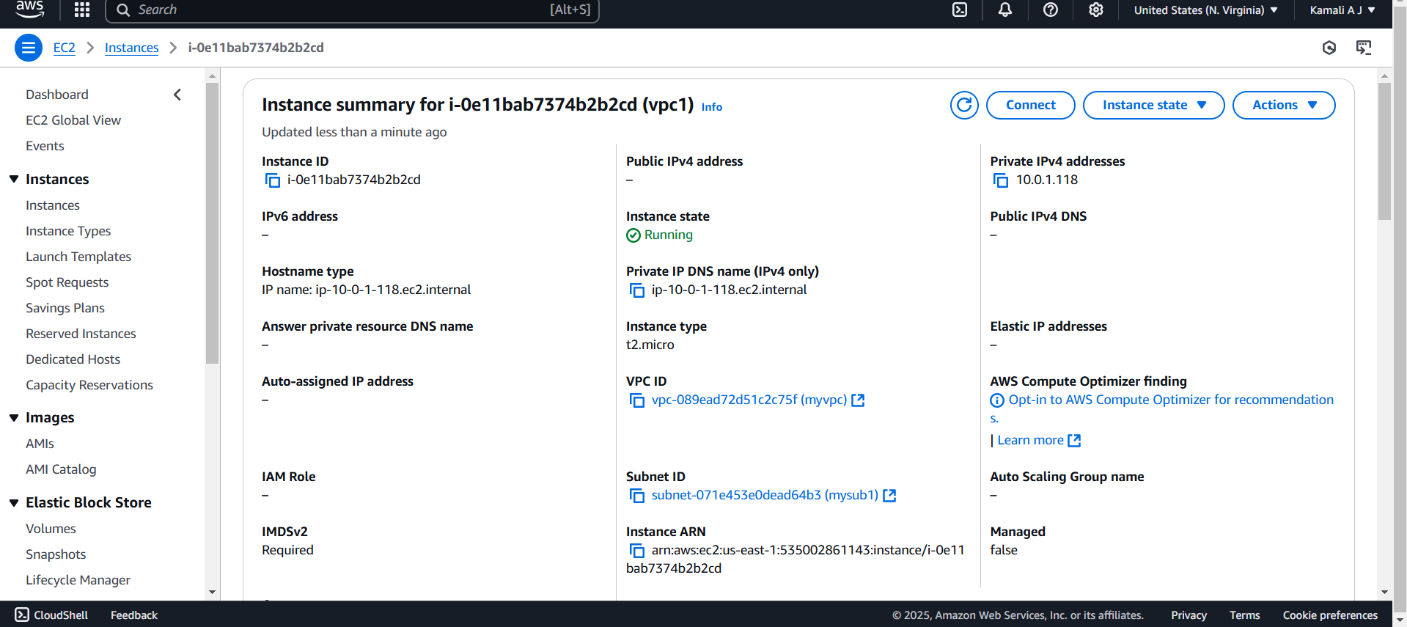 aws
Search [Alt+S]
United States (N. Virginia) Kamali A J
EC2 Instances i-0e11bab7374b2b2cd
Dashboard
EC2 Global View
Events
Instances
Instances
Instance Types
Launch Templates
Spot Requests
Savings Plans
Reserved Instances
Dedicated Hosts
Capacity Reservations
Images
AMIs
AMI Catalog
Elastic Block Store
Volumes
Snapshots
Lifecycle Manager
Instance summary for i-0e11bab7374b2b2cd (vpc1) Info
Connect Instance state Actions
Updated less than a minute ago
Instance ID
i-0e11bab7374b2b2cd
Public IPv4 address
–
Private IPv4 addresses
10.0.1.118
IPv6 address
–
Instance state
Running
Public IPv4 DNS
–
Hostname type
IP name: ip-10-0-1-118.ec2.internal
Private IP DNS name (IPv4 only)
ip-10-0-1-118.ec2.internal
Answer private resource DNS name
–
Instance type
t2.micro
Elastic IP addresses
–
Auto-assigned IP address
–
VPC ID
vpc-089ead72d51c2c75f (myvpc)
AWS Compute Optimizer finding
Opt-in to AWS Compute Optimizer for recommendation
s.
| Learn more
IAM Role
–
Subnet ID
subnet-071e453e0dead64b3 (mysub1)
Auto Scaling Group name
–
IMDSv2
Required
Instance ARN
arn:aws:ec2:us-east-1:535002861143:instance/i-0e11
bab7374b2b2cd
Managed
false
CloudShell Feedback
© 2025, Amazon Web Services, Inc. or its affiliates. Privacy Terms Cookie preferences